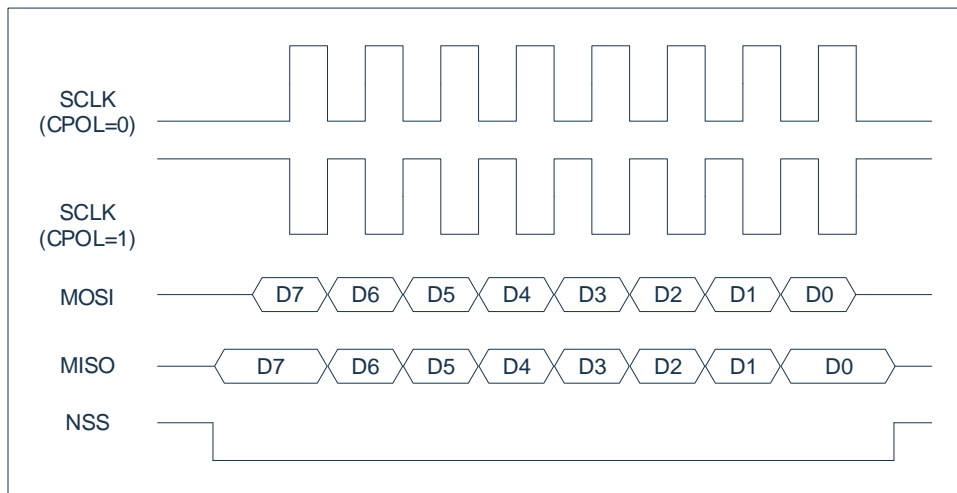 SCLK
(CPOL=0)
SCLK
(CPOL=1)
MOSI D7 D6 D5 D4 D3 D2 D1 D0
MISO D7 D6 D5 D4 D3 D2 D1 D0
NSS